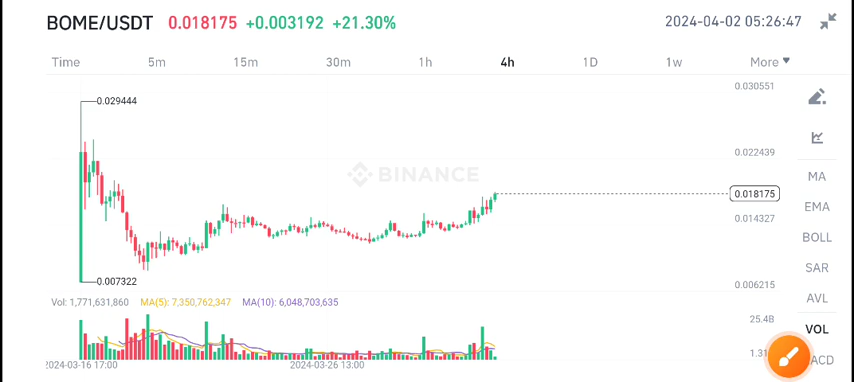 BOME/USDT 0.018175 +0.003192 +21.30% 2024-04-02 05:26:47
Time 5m 15m 30m 1h 4h 1D 1w More
0.030551
0.029444
0.022439
BINANCE
MA
0.018175
EMA
0.014327
BOLL
SAR
0.007322
0.006215
AVL
Vol: 1,771,631,860 MA(5): 7,350,762,347 MA(10): 6,048,703,635
25.4B
VOL
1.31
ACD
2024-03-16 17:00 2024-03-26 13:00